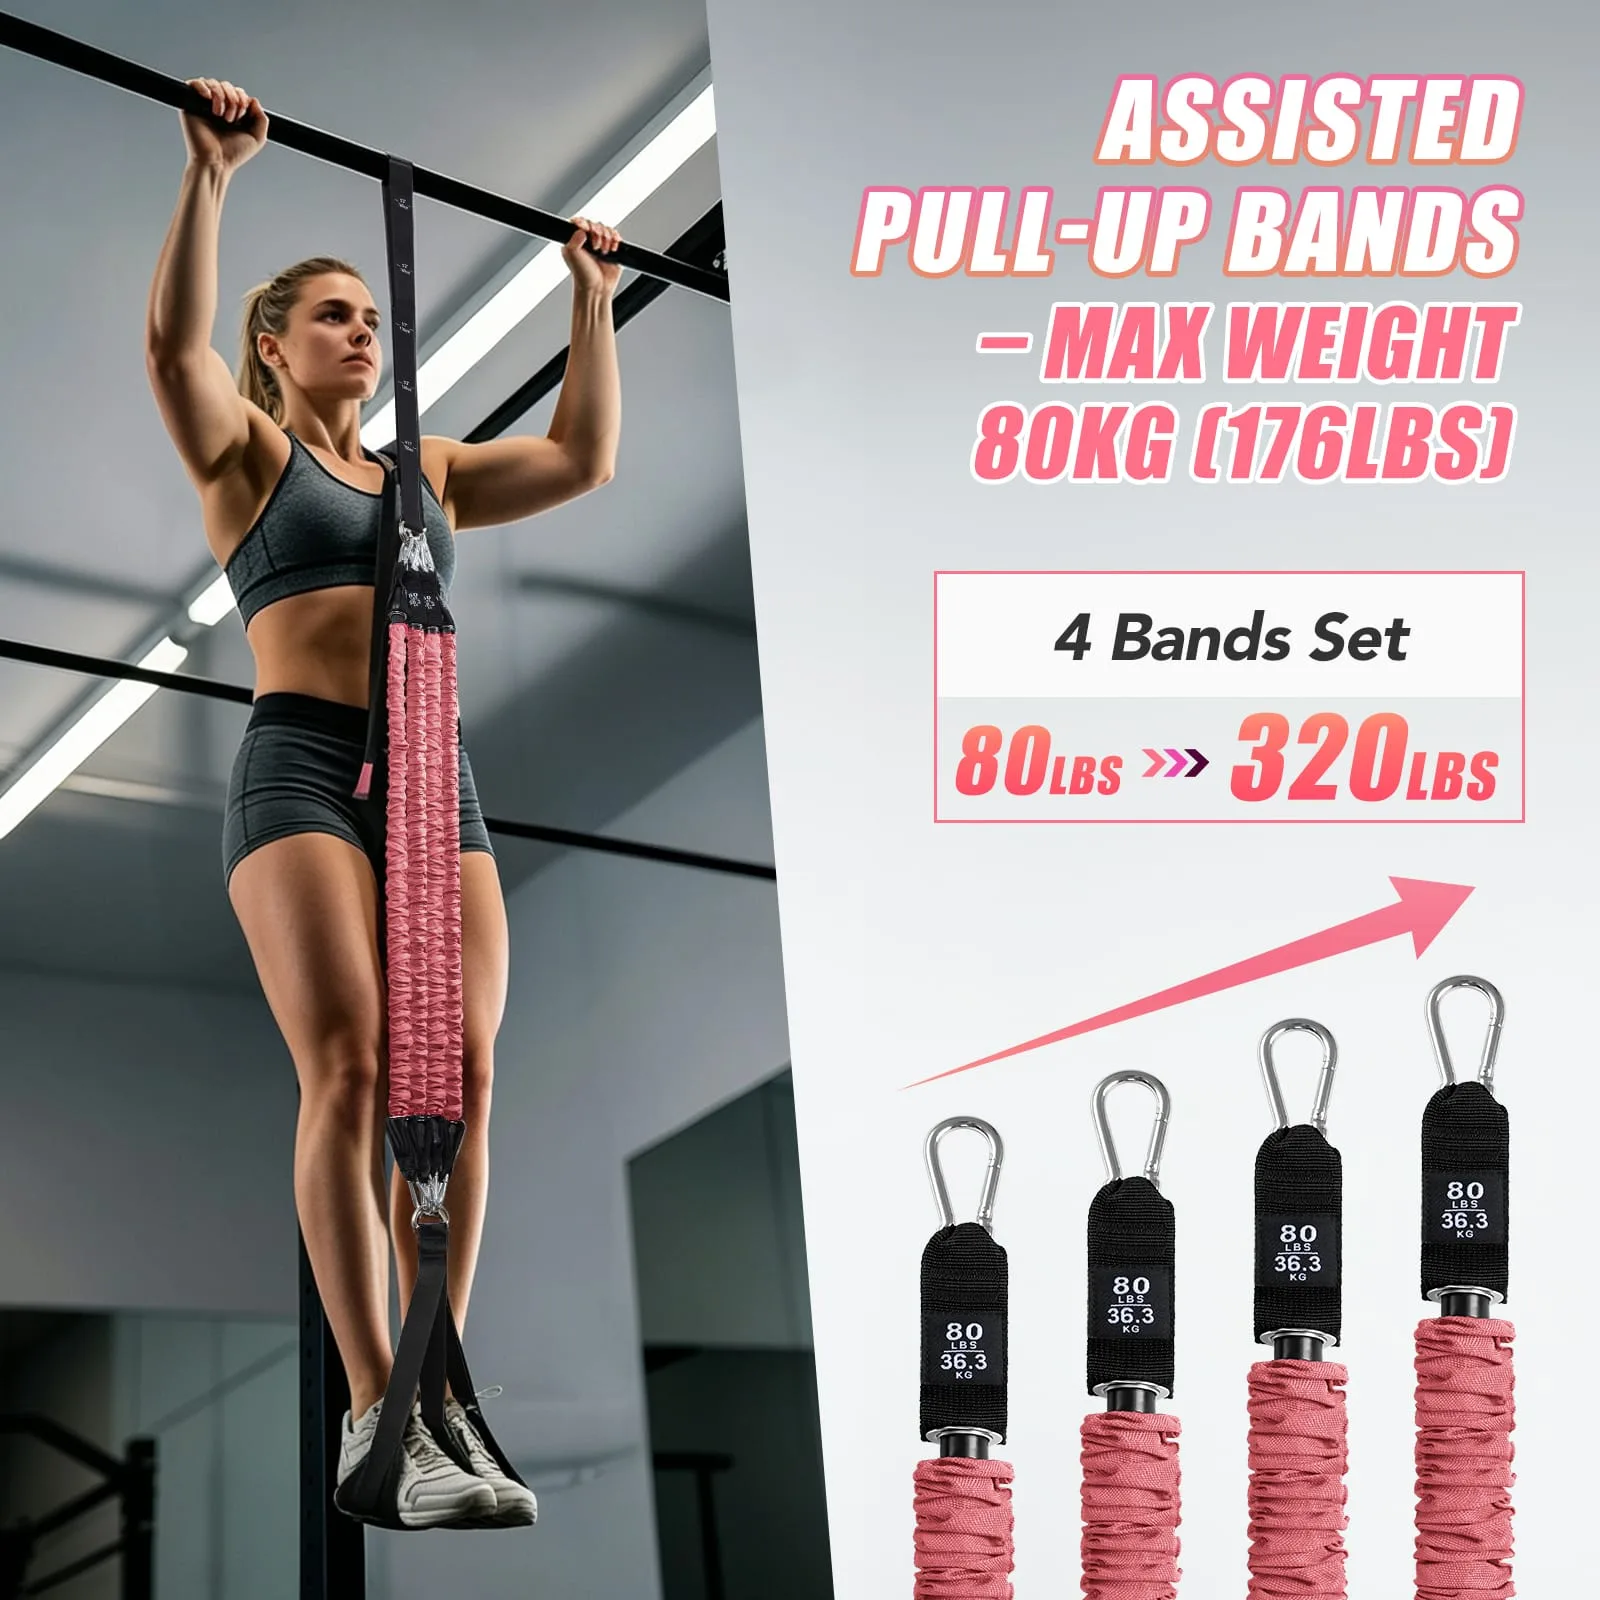 ASSISTED
PULL-UP BANDS
– MAX WEIGHT
80KG (176LBS)
4 Bands Set
80LBS 320LBS
80
LBS
36.3
KG
80
LBS
36.3
KG
80
LBS
36.3
KG
80
LBS
36.3
KG